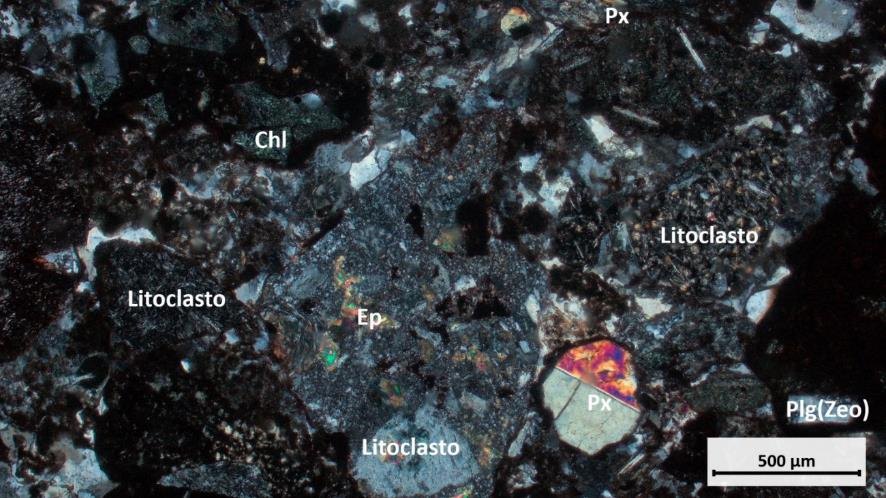 Px
Chl
Litoclasto
Litoclasto
Ep
Px
Plg(Zeo)
Litoclasto
500 µm